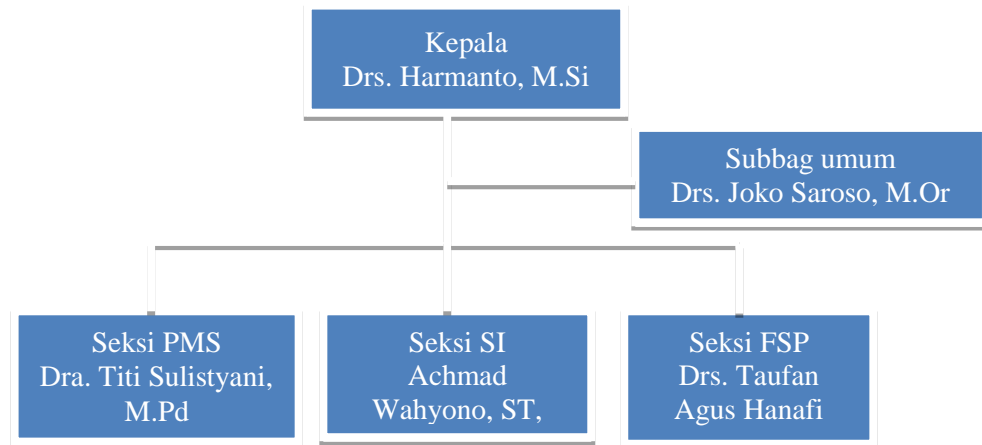 Kepala
Drs. Harmanto, M.Si
Subbag umum
Drs. Joko Saroso, M.Or
Seksi PMS
Dra. Titi Sulistyani,
M.Pd
Seksi SI
Achmad
Wahyono, ST,
Seksi FSP
Drs. Taufan
Agus Hanafi